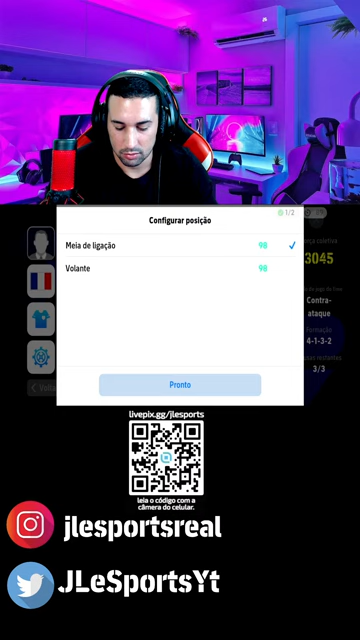 1/2
Configurar posição
Meia de ligação 98
Volante 98
3045
Contra-
ataque
Formação
4-1-3-2
3/3
Pronto
livepix.gg/jlesports
leia o código com a
câmera do celular.
jlesportsreal
JLeSportsYt